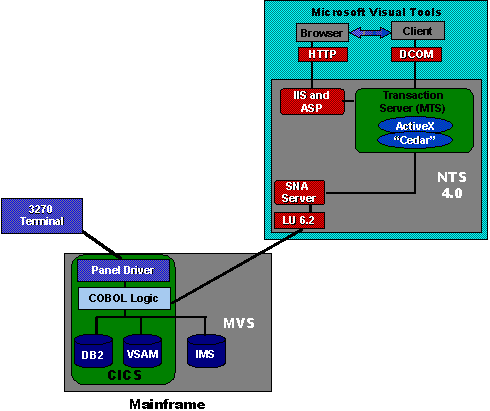 Microsoft Visual Tools
Browser
Client
HTTP
DCOM
IIS and
ASP
Transaction
Server (MTS)
ActiveX
“Cedar”
NTS
4.0
SNA
Server
LU 6.2
3270
Terminal
Panel Driver
COBOL Logic
MVS
DB2
VSAM
IMS
CICS
Mainframe